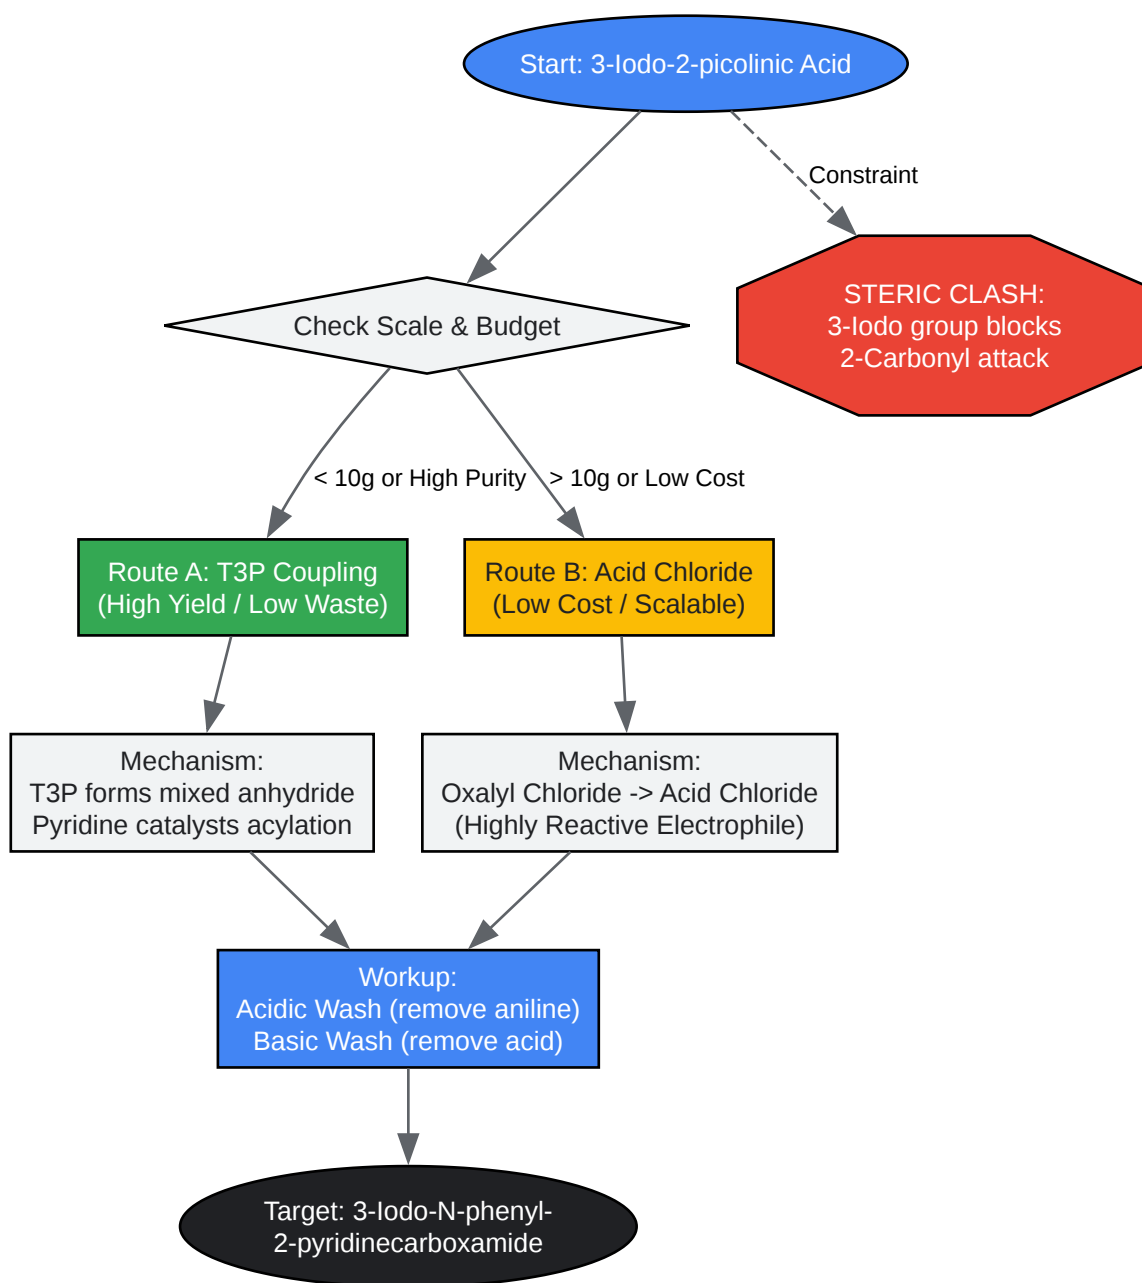 Start: 3-Iodo-2-picolinic Acid
Constraint
STERIC CLASH:
3-Iodo group blocks
2-Carbonyl attack
Check Scale & Budget
< 10g or High Purity
> 10g or Low Cost
Route A: T3P Coupling
(High Yield / Low Waste)
Route B: Acid Chloride
(Low Cost / Scalable)
Mechanism:
T3P forms mixed anhydride
Pyridine catalysts acylation
Mechanism:
Oxalyl Chloride -> Acid Chloride
(Highly Reactive Electrophile)
Workup:
Acidic Wash (remove aniline)
Basic Wash (remove acid)
Target: 3-Iodo-N-phenyl-
2-pyridinecarboxamide